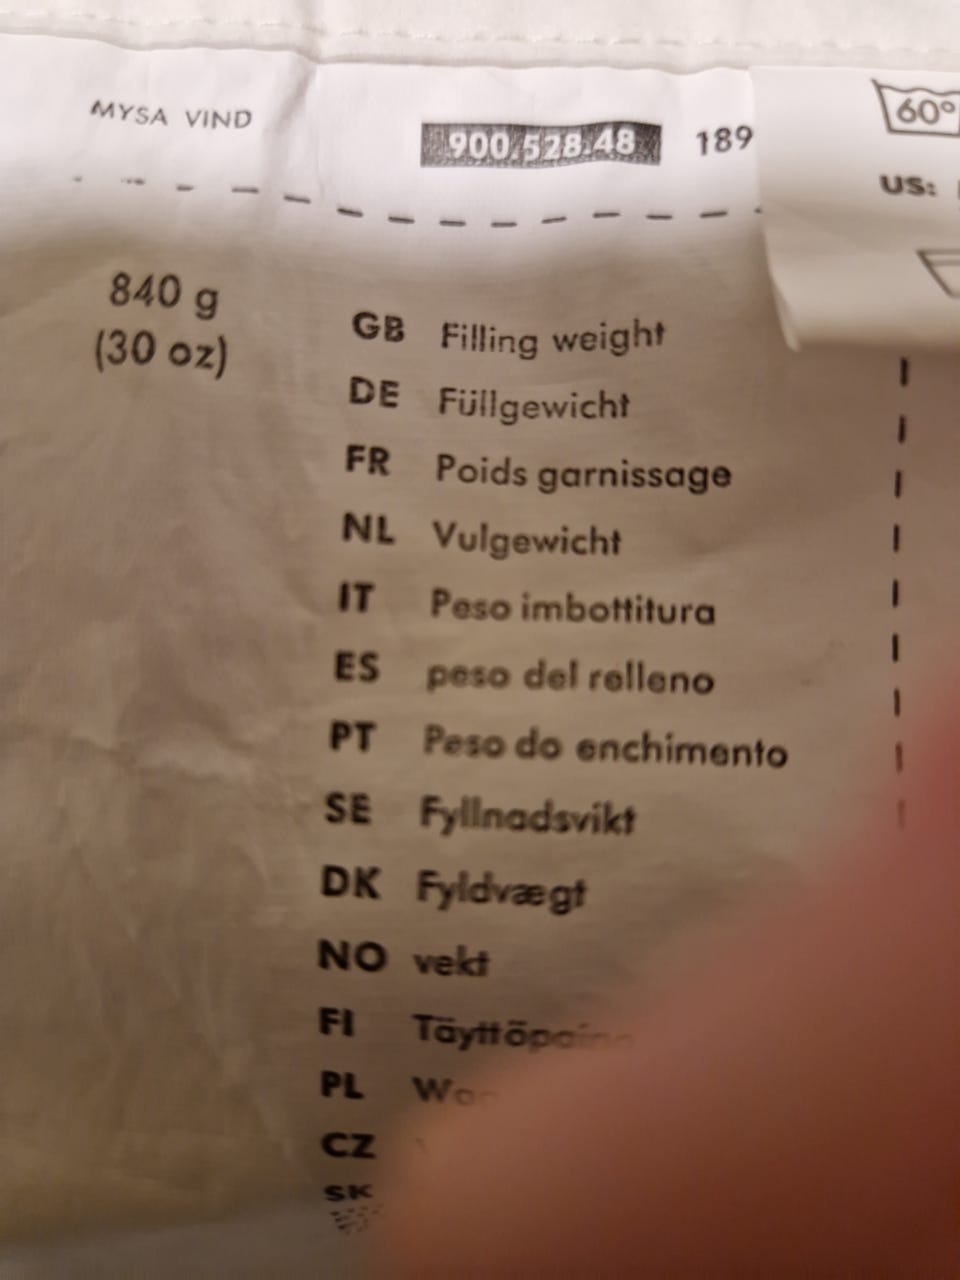 MYSA VIND
900.528.48 189
60°
US:
840 g
(30 oz)
GB Filling weight
DE Füllgewicht
FR Poids garnissage
NL Vulgewicht
IT Peso imbottitura
ES peso del relleno
PT Peso do enchimento
SE Fyllnadsvikt
DK Fyldvægt
NO vekt
FI
PL
CZ
SK